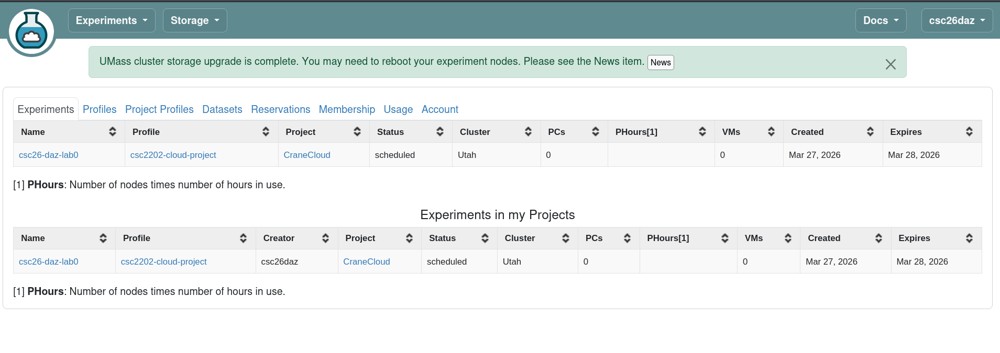 Experiments Storage Docs csc26daz
UMass cluster storage upgrade is complete. You may need to reboot your experiment nodes. Please see the News item. News
Experiments Profiles Project Profiles Datasets Reservations Membership Usage Account
Name Profile Project Status Cluster PCs PHours[1] VMs Created Expires
csc26-daz-lab0 csc2202-cloud-project CraneCloud scheduled Utah 0 0 Mar 27, 2026 Mar 28, 2026
[1] PHours: Number of nodes times number of hours in use.
Experiments in my Projects
Name Profile Creator Project Status Cluster PCs PHours[1] VMs Created Expires
csc26-daz-lab0 csc2202-cloud-project csc26daz CraneCloud scheduled Utah 0 0 Mar 27, 2026 Mar 28, 2026
[1] PHours: Number of nodes times number of hours in use.